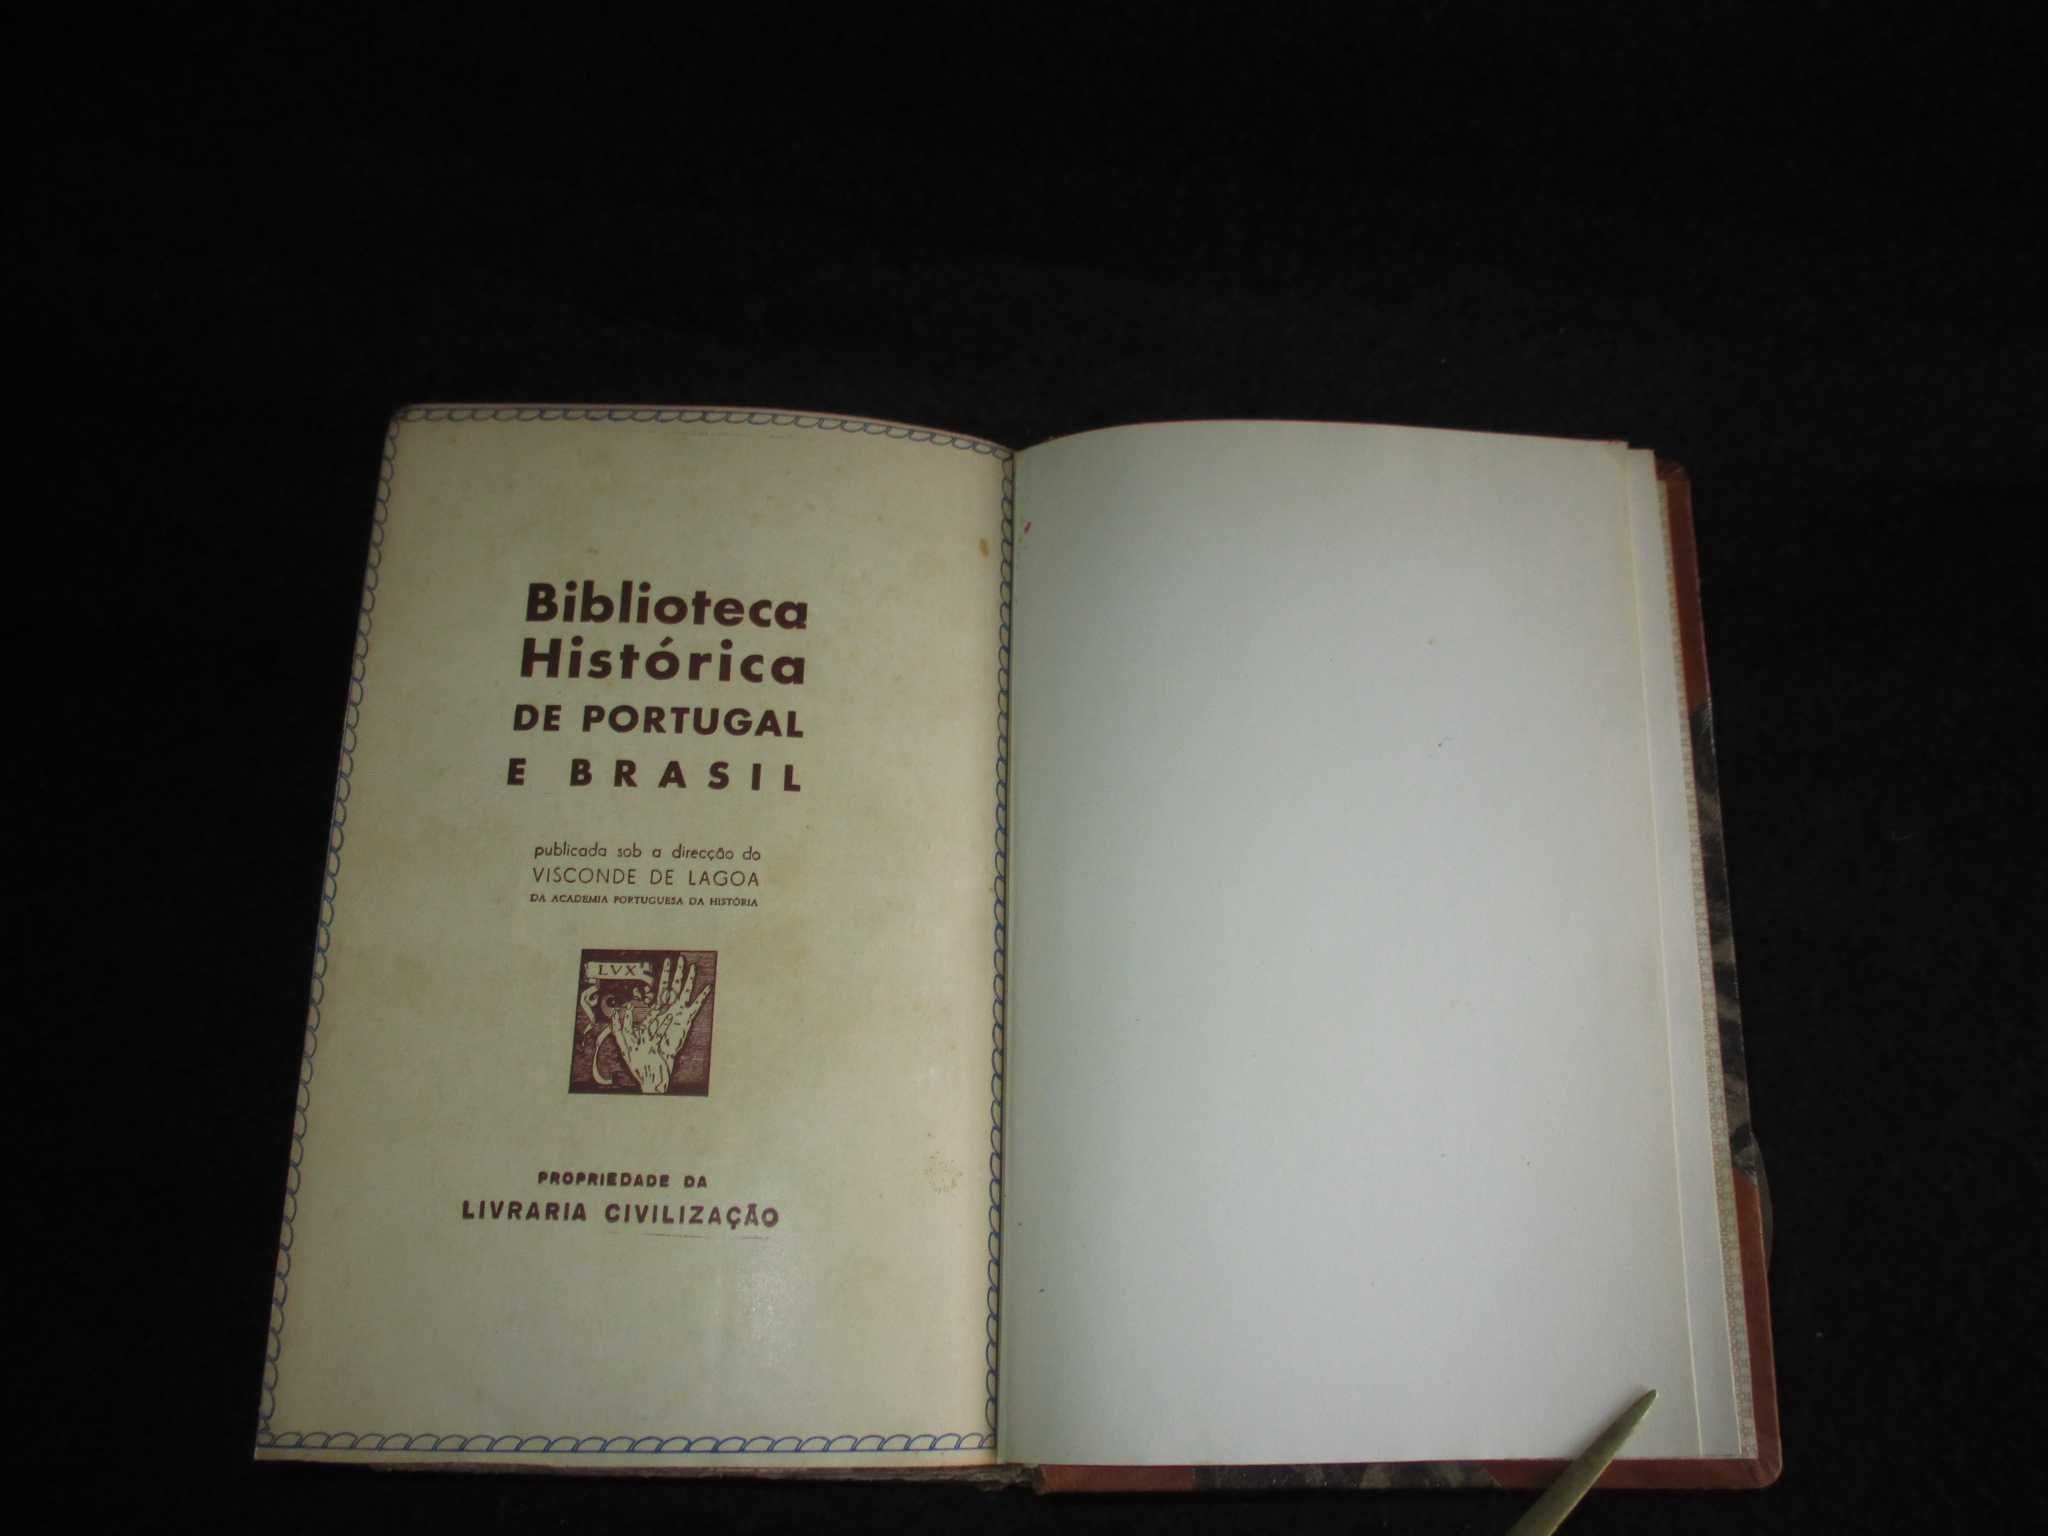 Biblioteca
Histórica
DE PORTUGAL
E BRASIL
publicada sob a direcção do
VISCONDE DE LAGOA
DA ACADEMIA PORTUGUESA DA HISTÓRIA
LVX
PROPRIEDADE DA
LIVRARIA CIVILIZAÇÃO